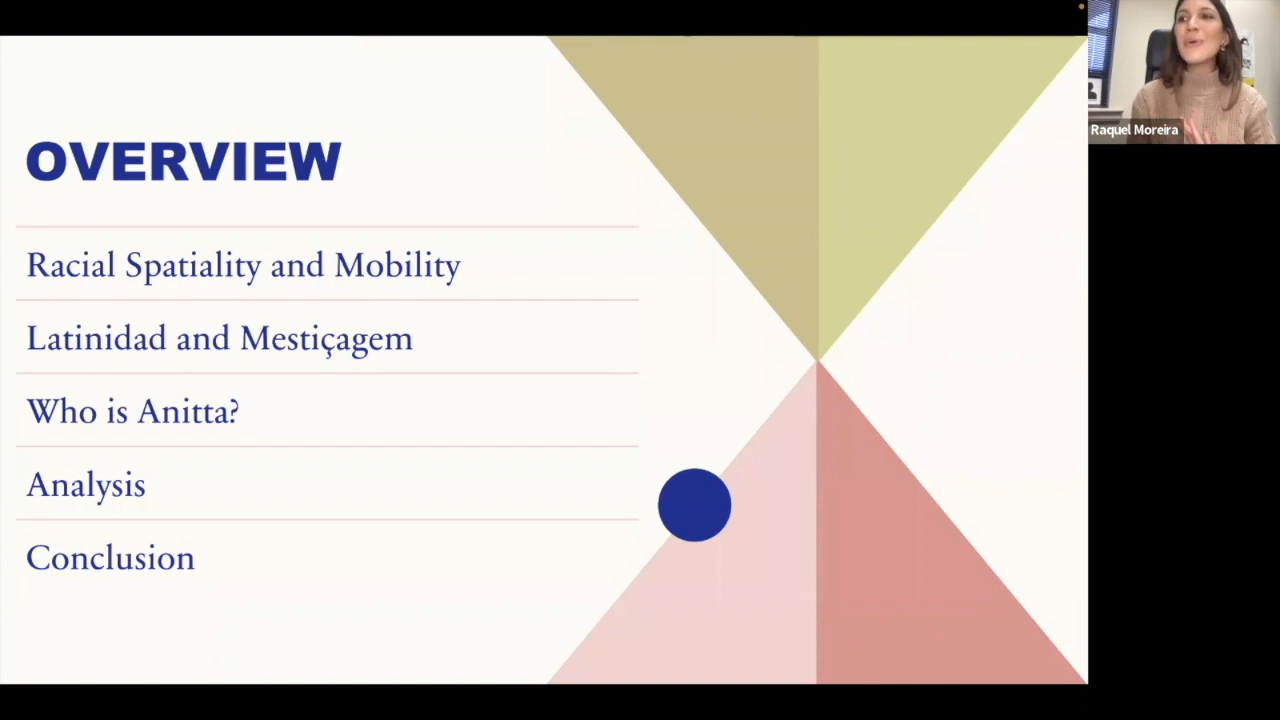 OVERVIEW
Racial Spatiality and Mobility
Latinidad and Mestiçagem
Who is Anitta?
Analysis
Conclusion
Raquel Moreira